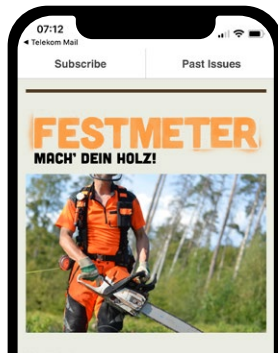 07:12
◀ Telekom Mail
Subscribe
Past Issues
FESTMETER
MACH' DEIN HOLZ!